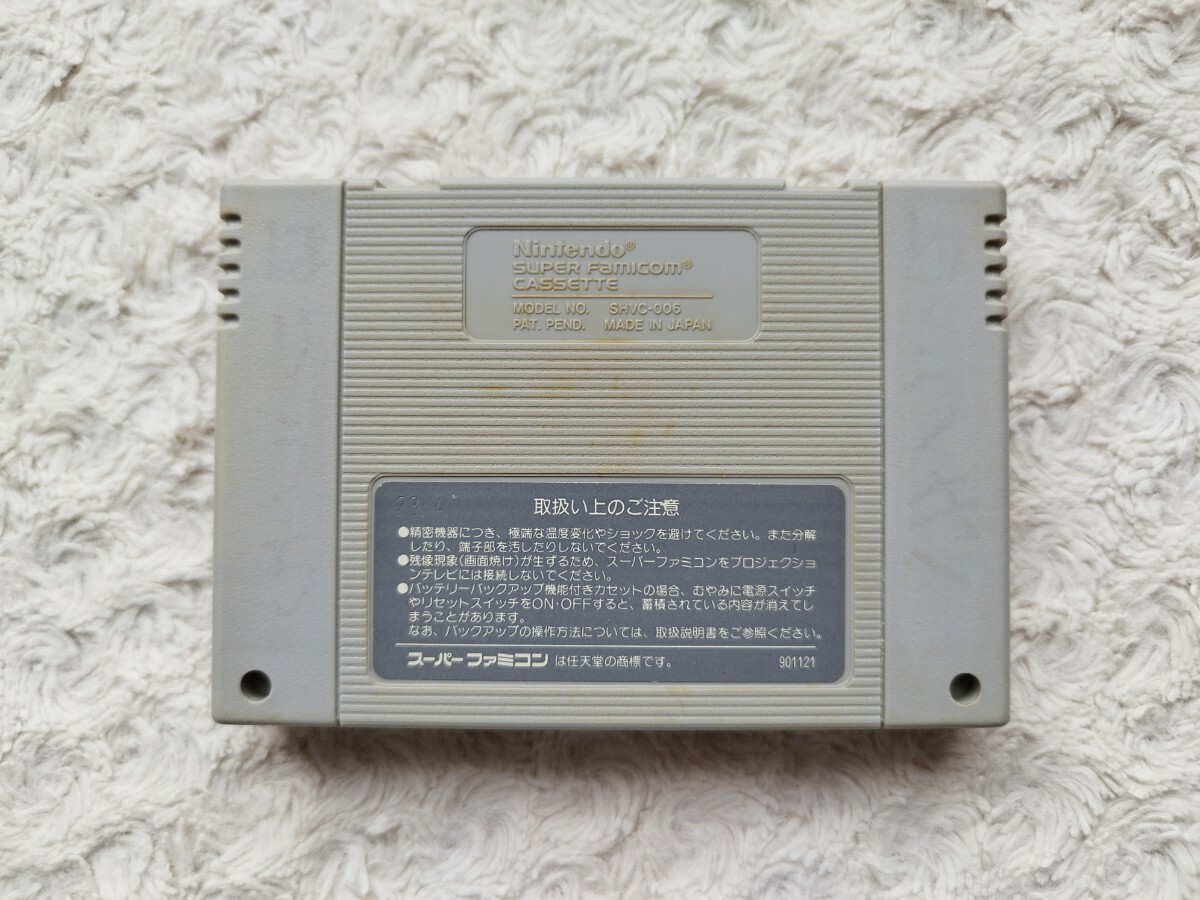 Nintendo®
SUPER FAMICOM®
CASSETTE
MODEL NO. SHVC-006
PAT. PEND. MADE IN JAPAN
取扱い上のご注意
●精密機器につき、極端な温度変化やショックを避けてください。また分解
したり、端子部を汚したりしないでください。
●残像現象(画面焼け)が生ずるため、スーパーファミコンをプロジェクショ
ンテレビには接続しないでください。
●バッテリーバックアップ機能付きカセットの場合、むやみに電源スイッチ
やリセットスイッチをON・OFFすると、蓄積されている内容が消えてし
まうことがあります。
なお、バックアップの操作方法については、取扱説明書をご参照ください。
スーパーファミコン は任天堂の商標です。 901121